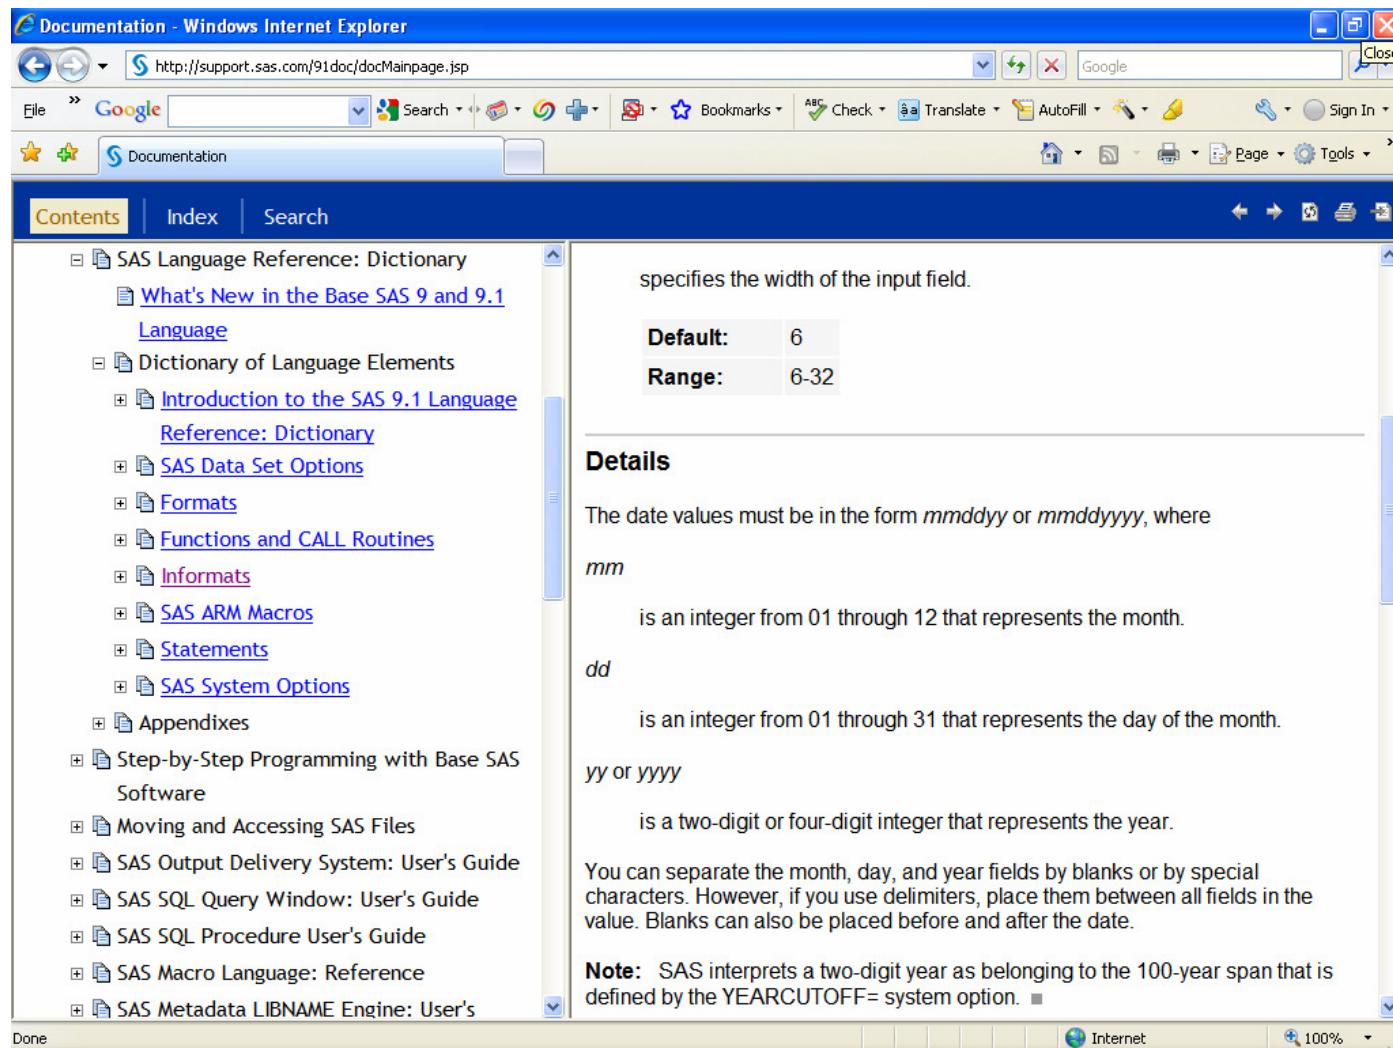 Documentation - Windows Internet Explorer
Close
http://support.sas.com/91doc/docMainpage.jsp
Google
File
»
Google
Search
Bookmarks
ABC
Check
âa Translate
AutoFill
Sign In
Documentation
Page
Tools
Contents
Index
Search
SAS Language Reference: Dictionary
What's New in the Base SAS 9 and 9.1
Language
Dictionary of Language Elements
Introduction to the SAS 9.1 Language
Reference: Dictionary
SAS Data Set Options
Formats
Functions and CALL Routines
Informats
SAS ARM Macros
Statements
SAS System Options
Appendixes
Step-by-Step Programming with Base SAS
Software
Moving and Accessing SAS Files
SAS Output Delivery System: User's Guide
SAS SQL Query Window: User's Guide
SAS SQL Procedure User's Guide
SAS Macro Language: Reference
SAS Metadata LIBNAME Engine: User's
specifies the width of the input field.
Default: 6
Range: 6-32
Details
The date values must be in the form mmddyy or mmddyyyy, where
mm
is an integer from 01 through 12 that represents the month.
dd
is an integer from 01 through 31 that represents the day of the month.
yy or yyyy
is a two-digit or four-digit integer that represents the year.
You can separate the month, day, and year fields by blanks or by special
characters. However, if you use delimiters, place them between all fields in the
value. Blanks can also be placed before and after the date.
Note: SAS interprets a two-digit year as belonging to the 100-year span that is
defined by the YEARCUTOFF= system option.
Done
Internet
100%